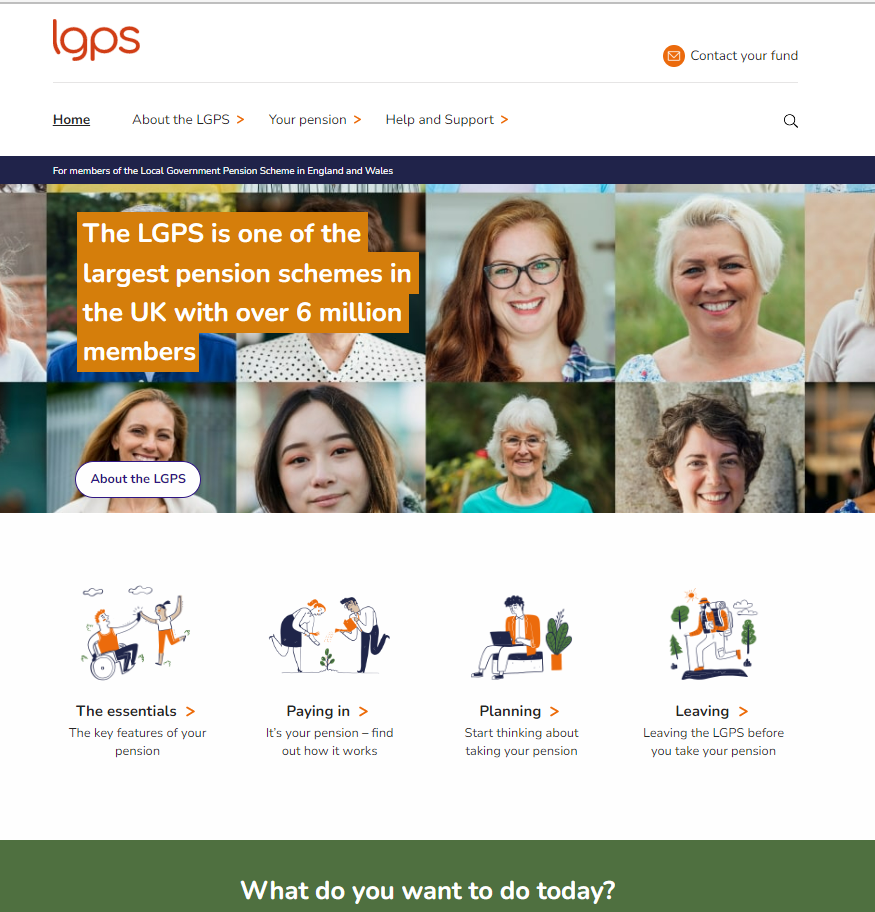 lgps
Contact your fund
Home
About the LGPS >
Your pension >
Help and Support >
For members of the Local Government Pension Scheme in England and Wales
The LGPS is one of the
largest pension schemes in
the UK with over 6 million
members
About the LGPS
The essentials >
The key features of your
pension
Paying in >
It's your pension – find
out how it works
Planning >
Start thinking about
taking your pension
Leaving >
Leaving the LGPS before
you take your pension
What do you want to do today?